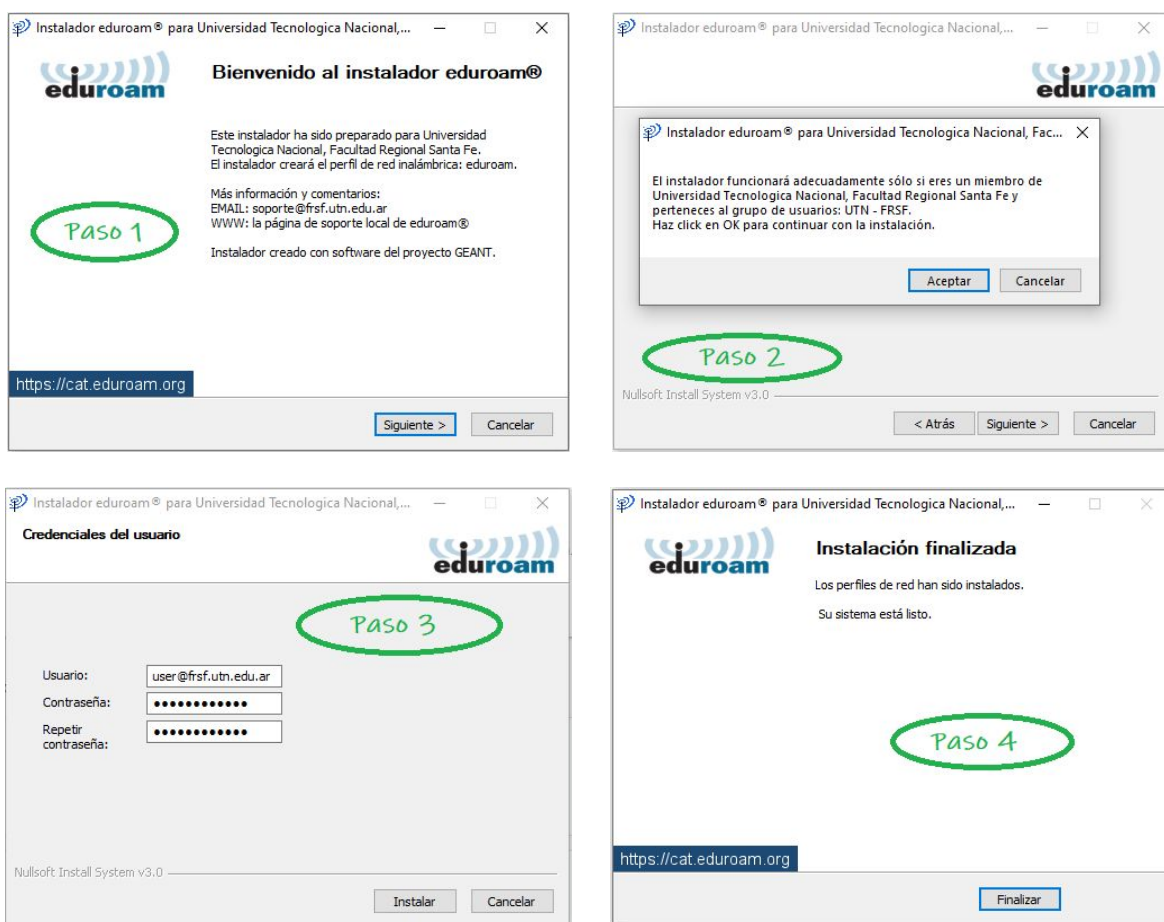 Instalador eduroam® para Universidad Tecnologica Nacional,...
eduroam
Bienvenido al instalador eduroam®
Este instalador ha sido preparado para Universidad
Tecnologica Nacional, Facultad Regional Santa Fe.
El instalador creará el perfil de red inalámbrica: eduroam.
Más información y comentarios:
EMAIL: soporte@frsf.utn.edu.ar
WWW: la página de soporte local de eduroam®
Instalador creado con software del proyecto GEANT.
Paso 1
https://cat.eduroam.org
Siguiente > Cancelar
Instalador eduroam® para Universidad Tecnologica Nacional,...
eduroam
Instalador eduroam® para Universidad Tecnologica Nacional, Fac...
El instalador funcionará adecuadamente sólo si eres un miembro de
Universidad Tecnologica Nacional, Facultad Regional Santa Fe y
perteneces al grupo de usuarios: UTN - FRSF.
Haz click en OK para continuar con la instalación.
Aceptar Cancelar
Paso 2
Nullsoft Install System v3.0
< Atrás Siguiente > Cancelar
Instalador eduroam® para Universidad Tecnologica Nacional,...
Credenciales del usuario
eduroam
Paso 3
Usuario: user@frsf.utn.edu.ar
Contraseña: ●●●●●●●●●●●●
Repetir
contraseña: ●●●●●●●●●●●●
Nullsoft Install System v3.0
Instalar Cancelar
Instalador eduroam® para Universidad Tecnologica Nacional,...
eduroam
Instalación finalizada
Los perfiles de red han sido instalados.
Su sistema está listo.
Paso 4
https://cat.eduroam.org
Finalizar